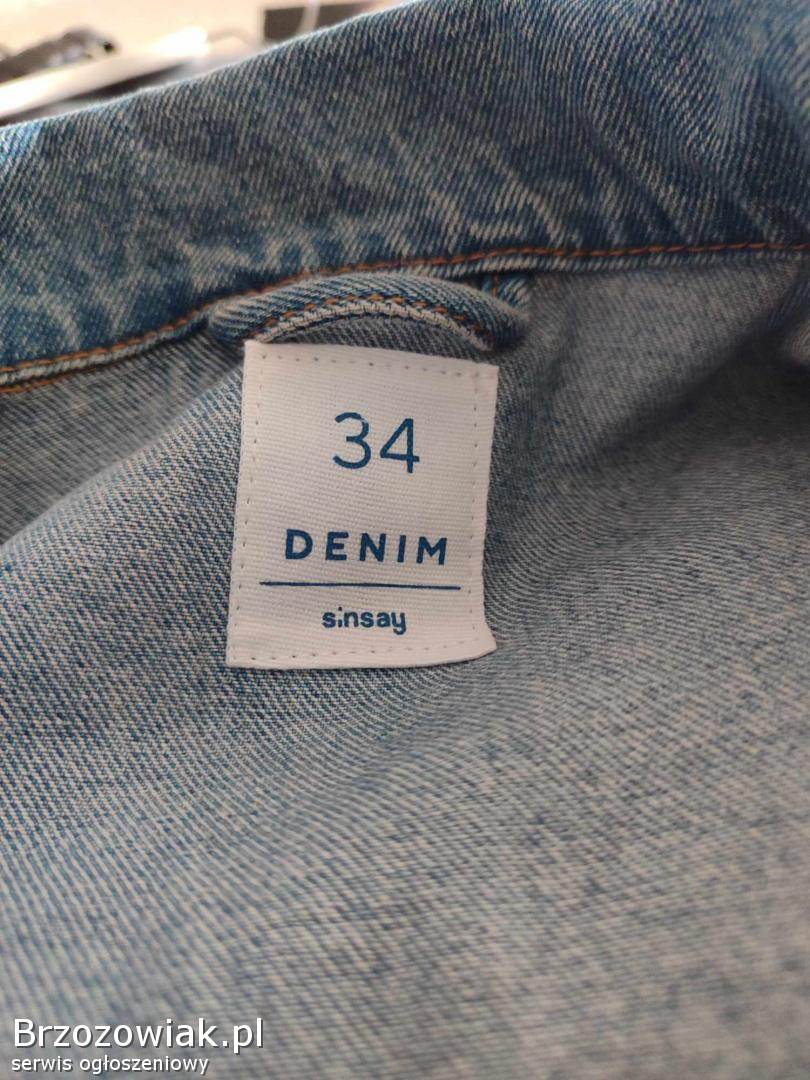 34
DENIM
sinsay
Brzozowiak.pl
serwis ogłoszeniowy